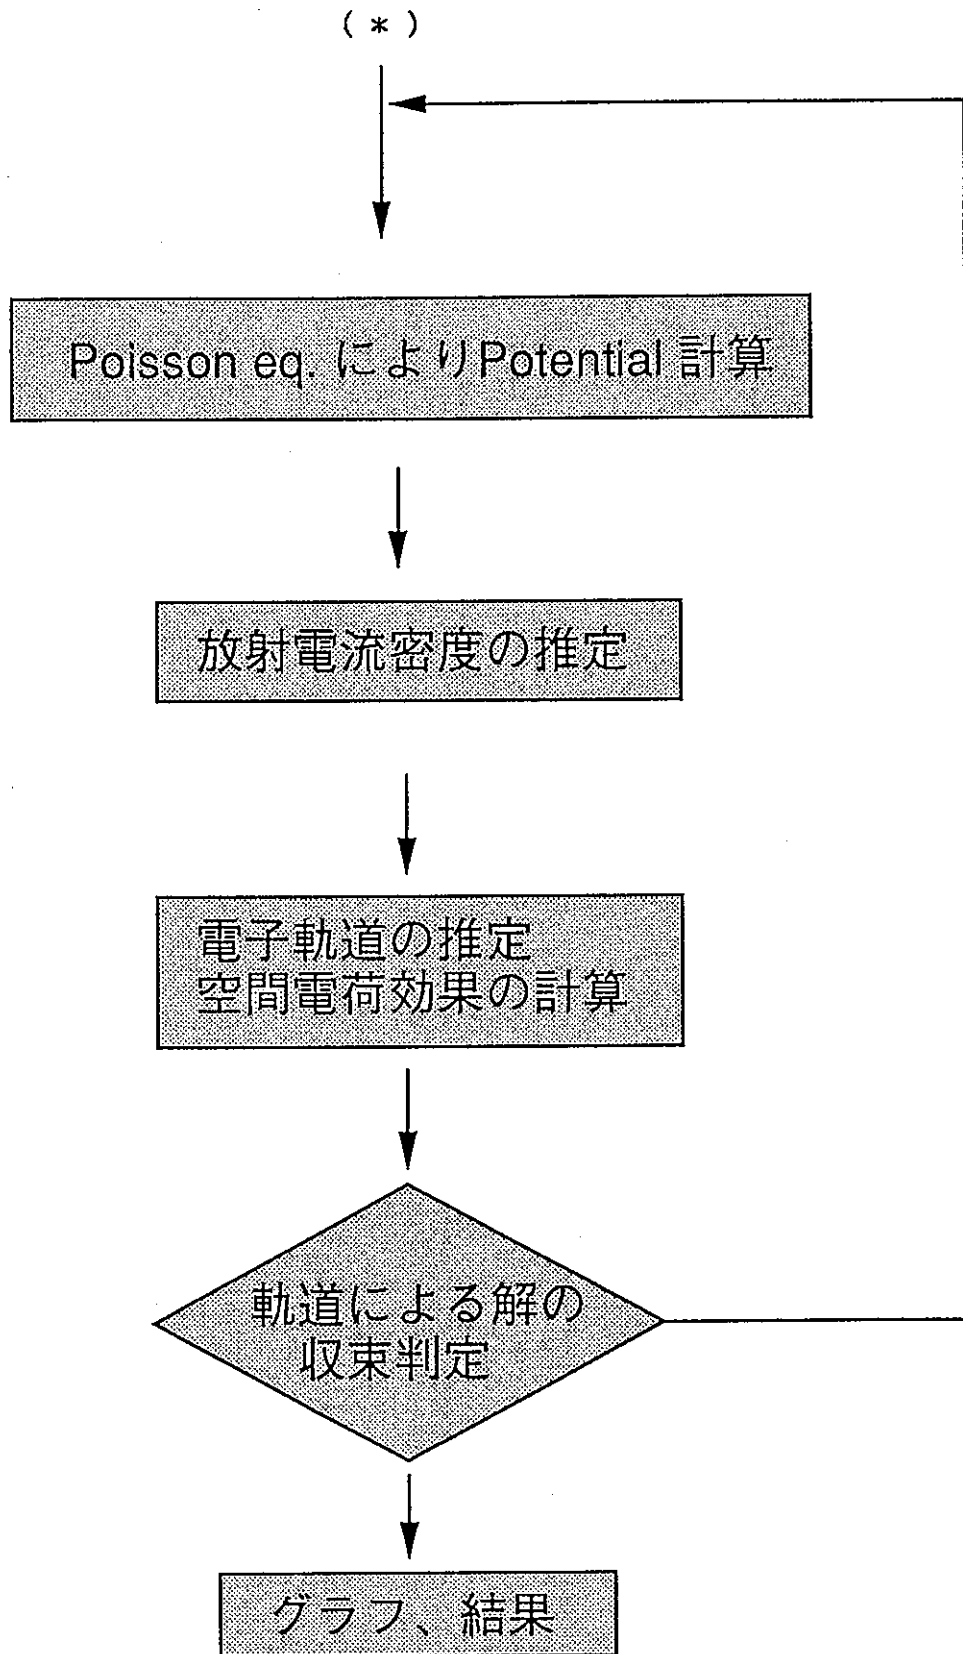 (*)
Poisson eq. によりPotential 計算
放射電流密度の推定
電子軌道の推定
空間電荷効果の計算
軌道による解の
収束判定
グラフ、結果